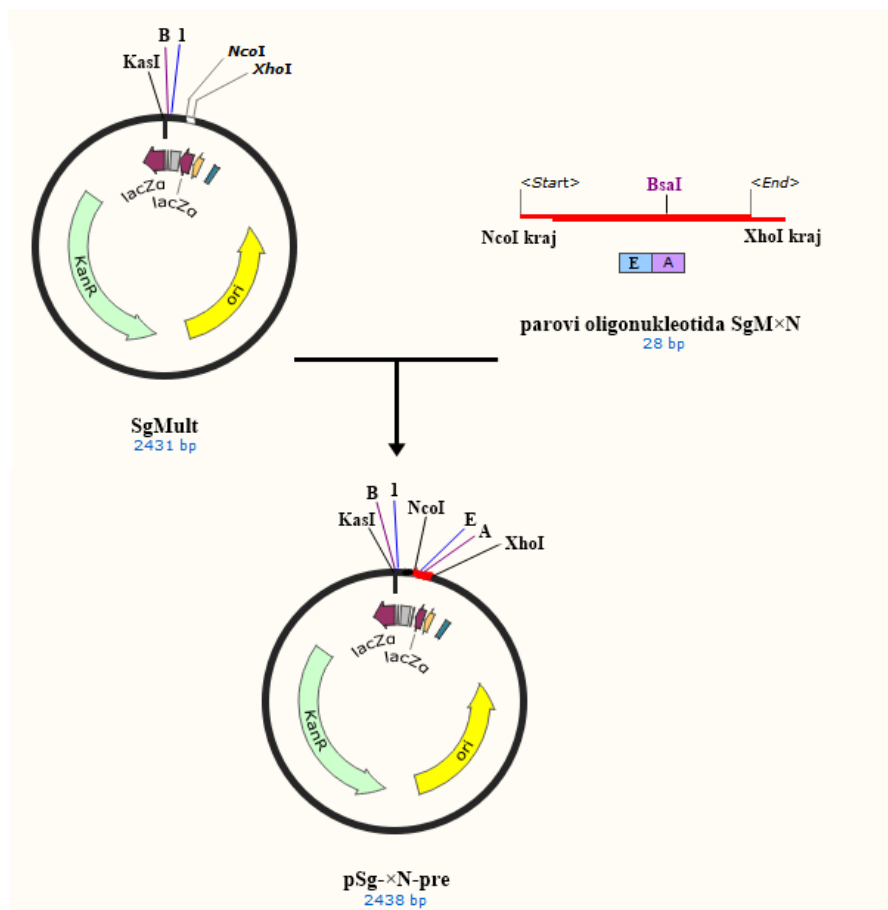 B 1
KasI
NcoI
XhoI
lacZα
lacZα
KanR
ori
SgMult
2431 bp
<Start>
BsaI
<End>
NcoI kraj
XhoI kraj
E A
parovi oligonukleotida SgM×N
28 bp
B 1
KasI
NcoI
E
A
XhoI
lacZα
lacZα
KanR
ori
pSg-×N-pre
2438 bp